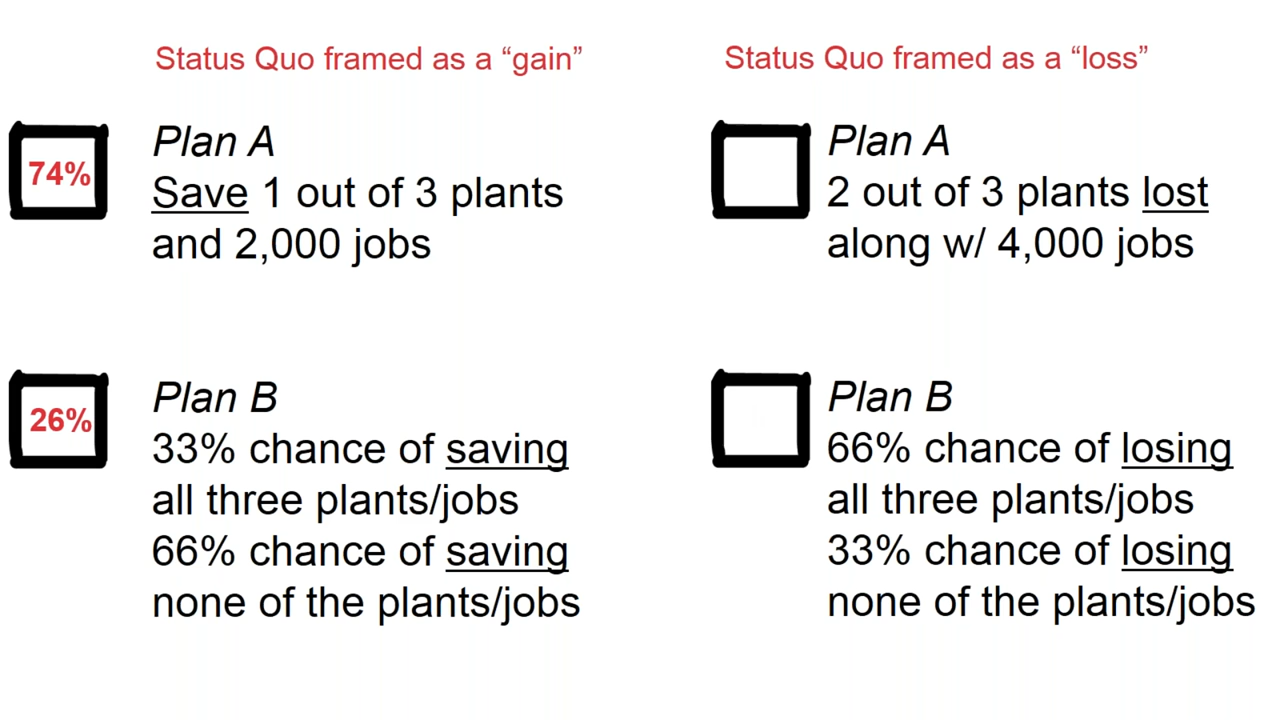 Status Quo framed as a “gain”
74%
Plan A
Save 1 out of 3 plants
and 2,000 jobs
26%
Plan B
33% chance of saving
all three plants/jobs
66% chance of saving
none of the plants/jobs
Status Quo framed as a “loss”
Plan A
2 out of 3 plants lost
along w/ 4,000 jobs
Plan B
66% chance of losing
all three plants/jobs
33% chance of losing
none of the plants/jobs